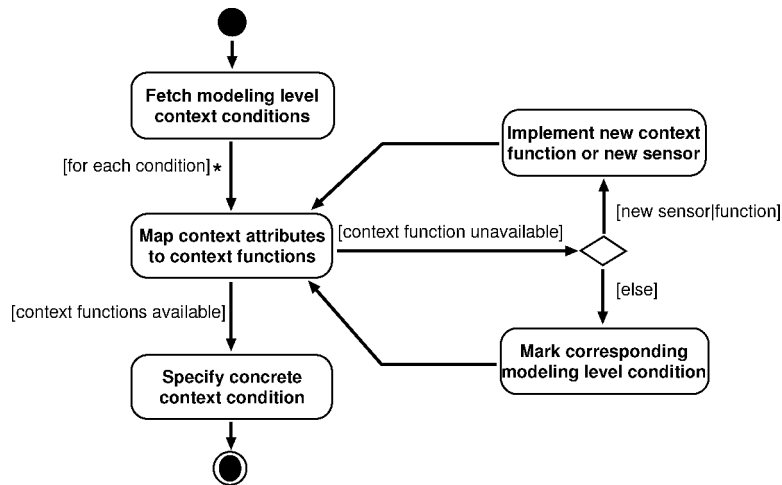 Fetch modeling level
context conditions
[for each condition]*
Implement new context
function or new sensor
[new sensor|function]
Map context attributes
to context functions
[context function unavailable]
[else]
[context functions available]
Mark corresponding
modeling level condition
Specify concrete
context condition